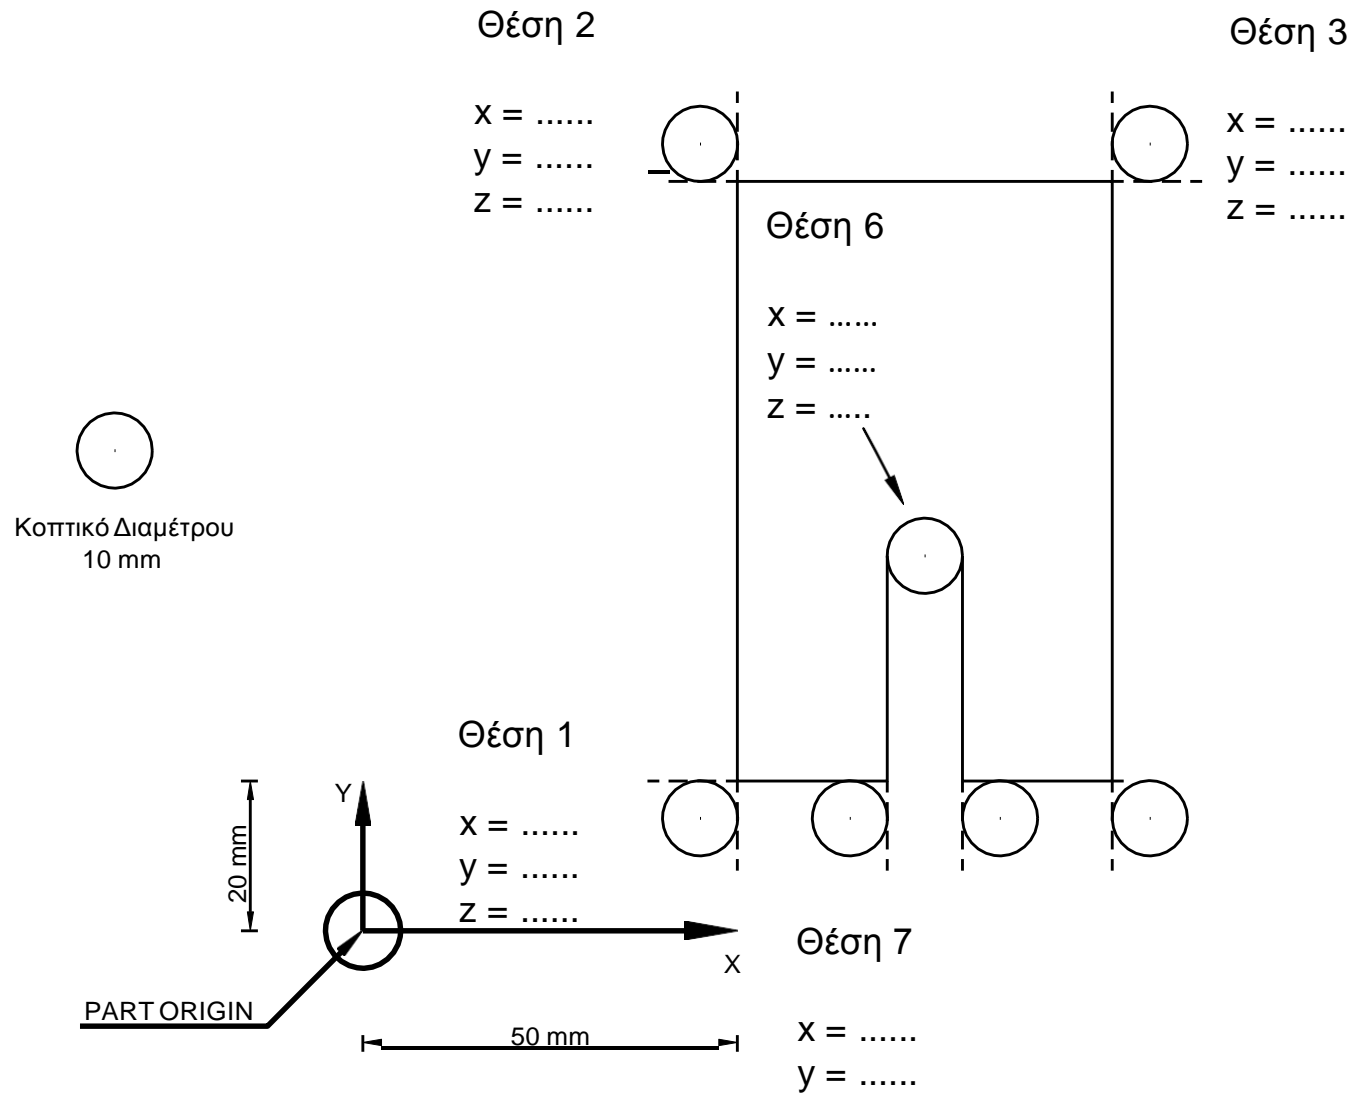 Θέση 2
x = ......
y = ......
z = ......
Θέση 3
x = ......
y = ......
z = ......
Θέση 6
x = ......
y = ......
z = .....
Κοπτικό Διαμέτρου
10 mm
Θέση 1
x = ......
y = ......
z = ......
Y
20 mm
X
PART ORIGIN
50 mm
Θέση 7
x = ......
y = ......